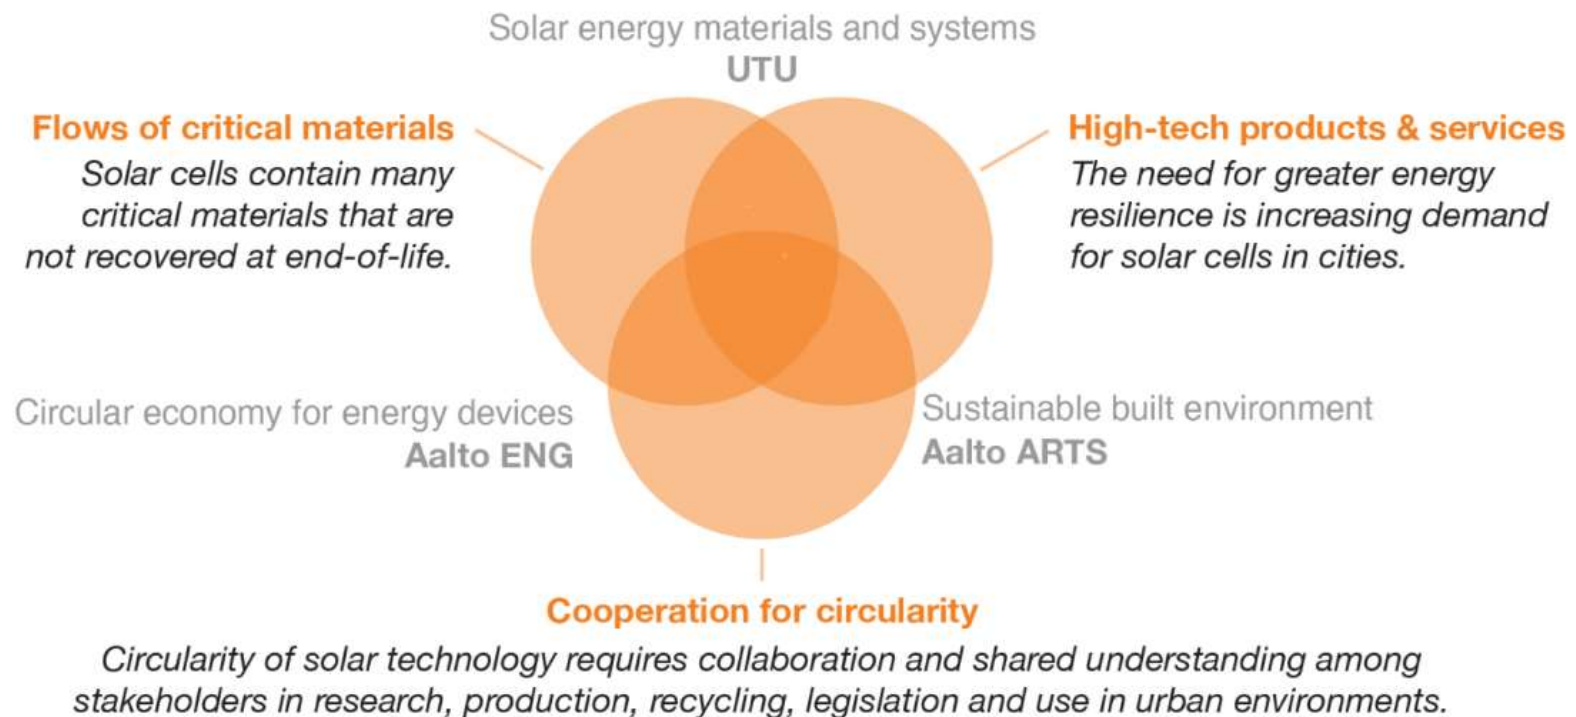 Solar energy materials and systems
UTU
Flows of critical materials
Solar cells contain many
critical materials that are
not recovered at end-of-life.
High-tech products & services
The need for greater energy
resilience is increasing demand
for solar cells in cities.
Circular economy for energy devices
Aalto ENG
Sustainable built environment
Aalto ARTS
Cooperation for circularity
Circularity of solar technology requires collaboration and shared understanding among
stakeholders in research, production, recycling, legislation and use in urban environments.